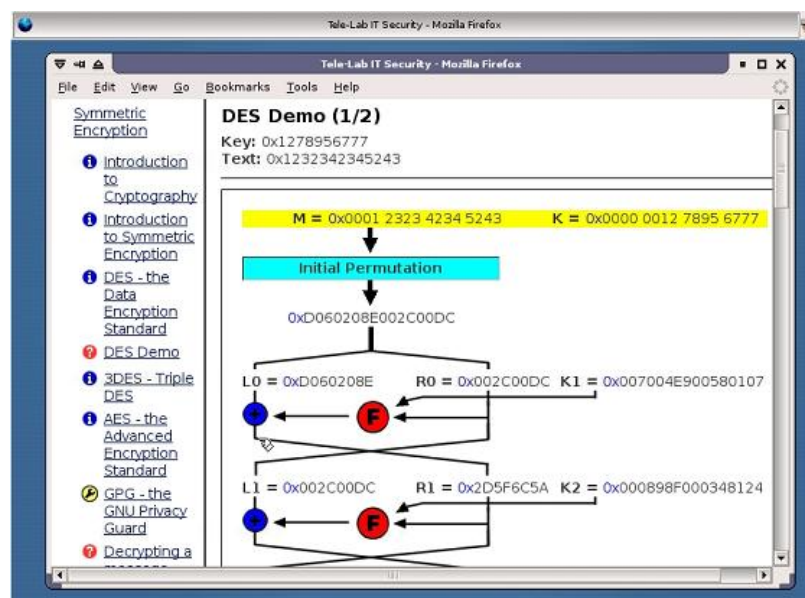 Tele-Lab IT Security - Mozilla Firefox
Tele-Lab IT Security - Mozilla Firefox
File Edit View Go Bookmarks Tools Help
Symmetric
Encryption
Introduction
to
Cryptography
Introduction
to Symmetric
Encryption
DES - the
Data
Encryption
Standard
DES Demo
3DES - Triple
DES
AES - the
Advanced
Encryption
Standard
GPG - the
GNU Privacy
Guard
Decrypting a
message
DES Demo (1/2)
Key: 0x1278956777
Text: 0x1232342345243
M = 0x0001 2323 4234 5243 K = 0x0000 0012 7895 6777
Initial Permutation
0xD060208E002C00DC
L0 = 0xD060208E R0 = 0x002C00DC K1 = 0x007004E900580107
+ F
L1 = 0x002C00DC R1 = 0x2D5F6C5A K2 = 0x000898F000348124
+ F